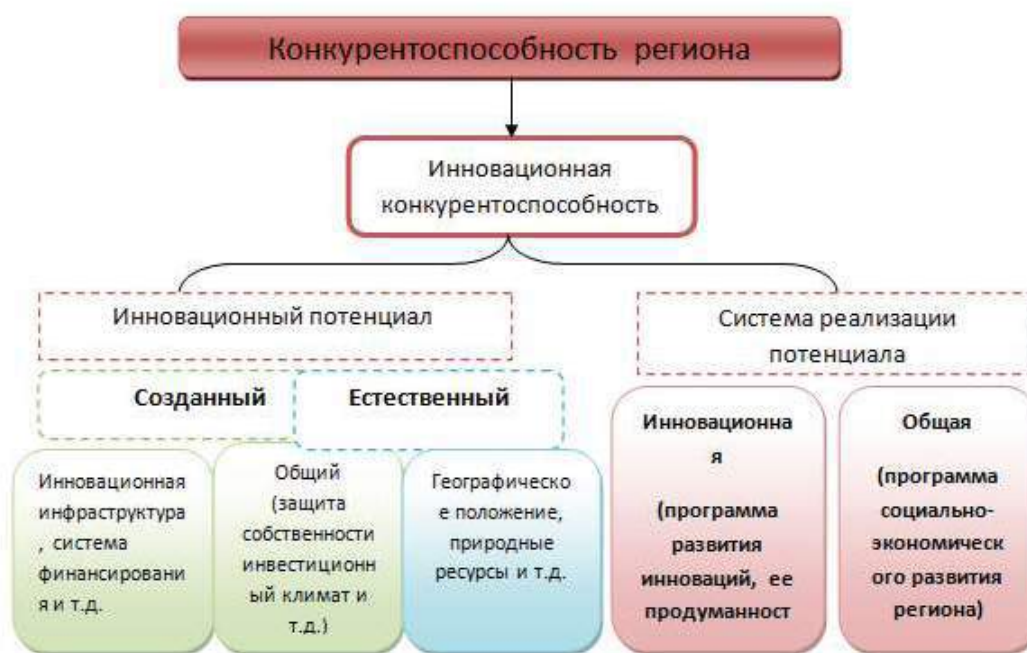 Конкурентоспособность региона
Инновационная
конкурентоспособность
Инновационный потенциал
Система реализации
потенциала
Созданный
Естественный
Инновационная
инфраструктура
, система
финансировани
я и т.д.
Общий
(защита
собственности
инвестиционн
ый климат и
т.д.)
Географическо
е положение,
природные
ресурсы и т.д.
Инновационна
я
(программа
развития
инноваций, ее
продуманност
Общая
(программа
социально-
экономическ
ого развития
региона)